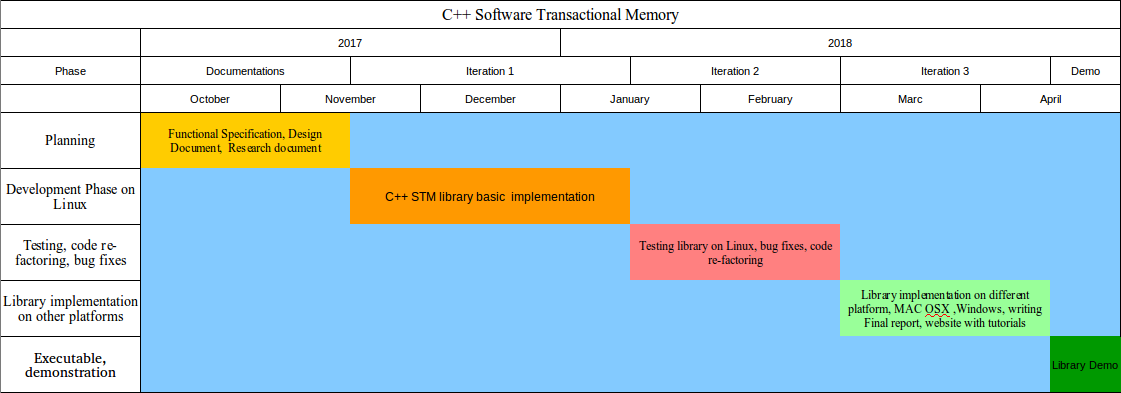 C++ Software Transactional Memory
2017 2018
Phase Documentations Iteration 1 Iteration 2 Iteration 3 Demo
October November December January February Marc April
Planning
Functional Specification, Design
Document, Research document
Development Phase on
Linux
C++ STM library basic implementation
Testing, code re-
factoring, bug fixes
Testing library on Linux, bug fixes, code
re-factoring
Library implementation
on other platforms
Library implementation on different
platform, MAC OSX ,Windows, writing
Final report, website with tutorials
Executable,
demonstration
Library Demo